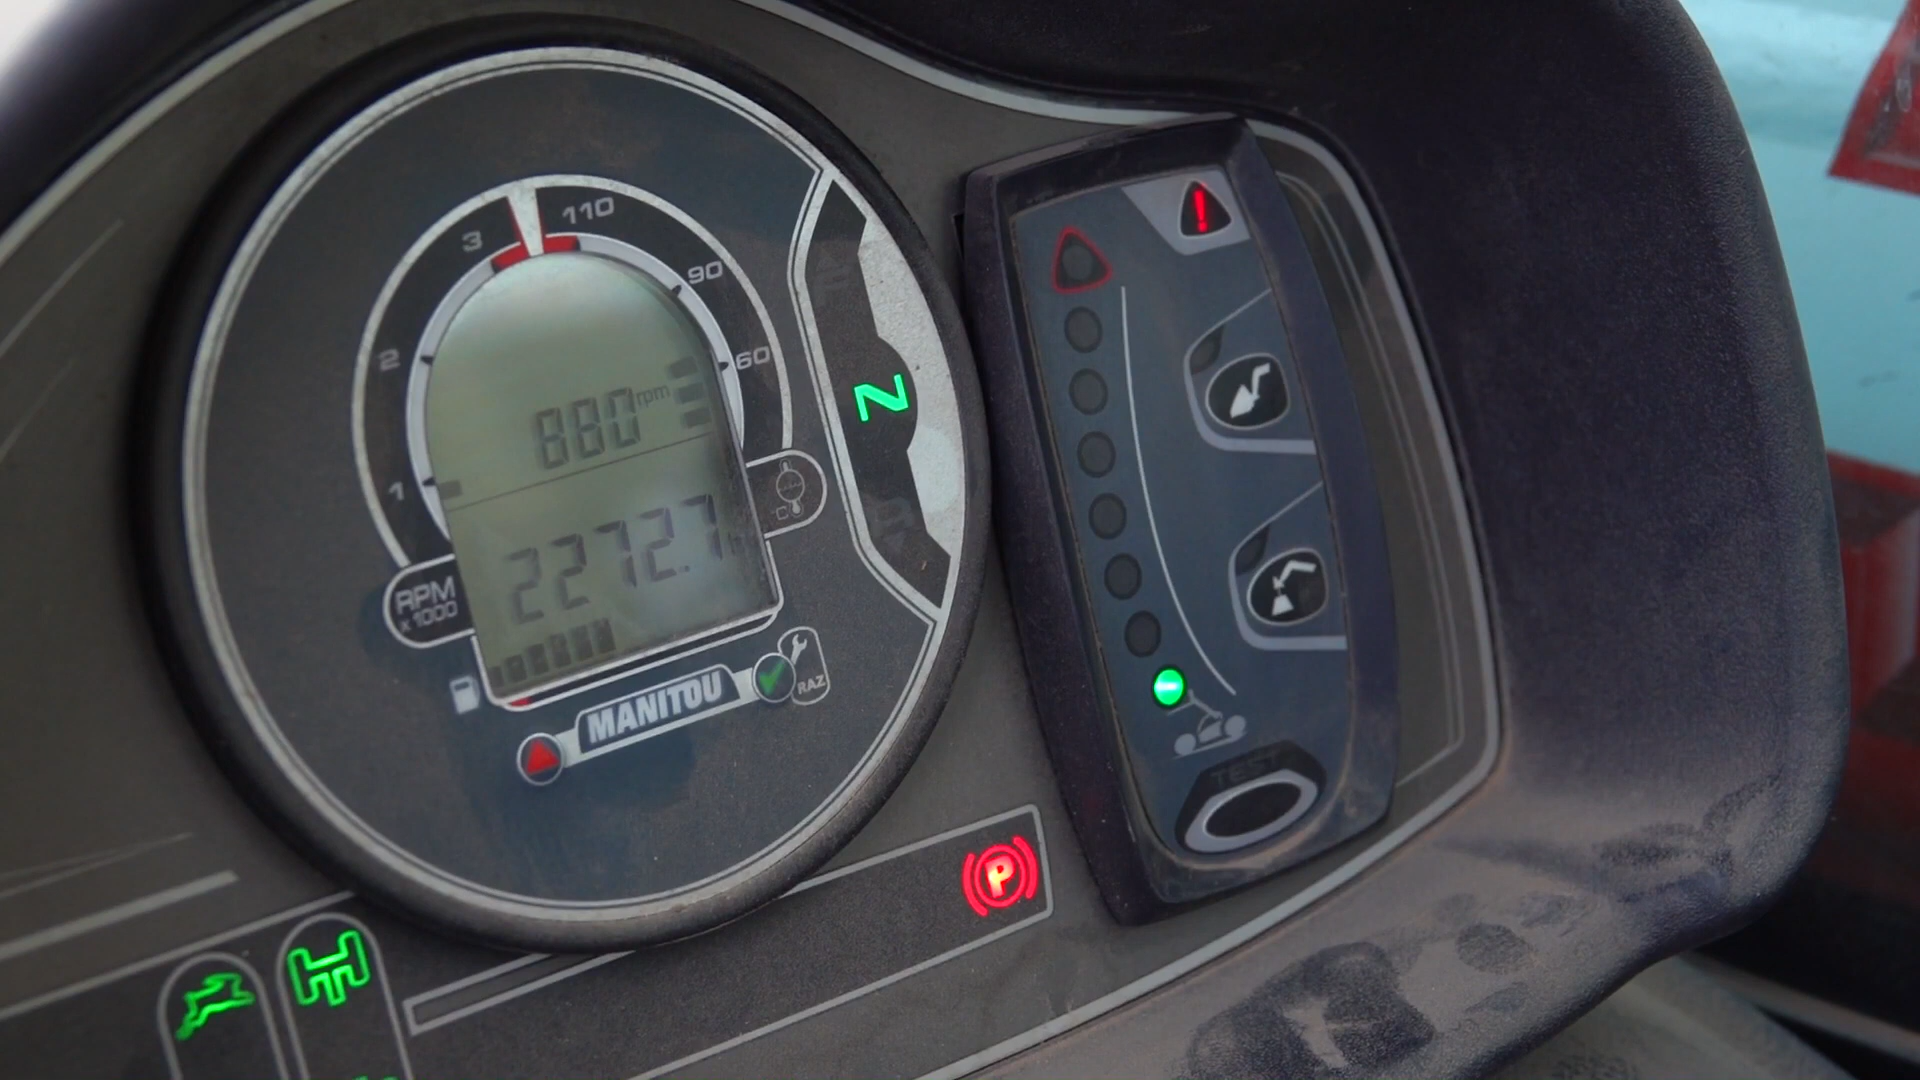 3
110
90
2
60
1
880 rpm
N
2272.7
°C
R
RPM
x 1000
MANITOU
RAZ
TEST
P